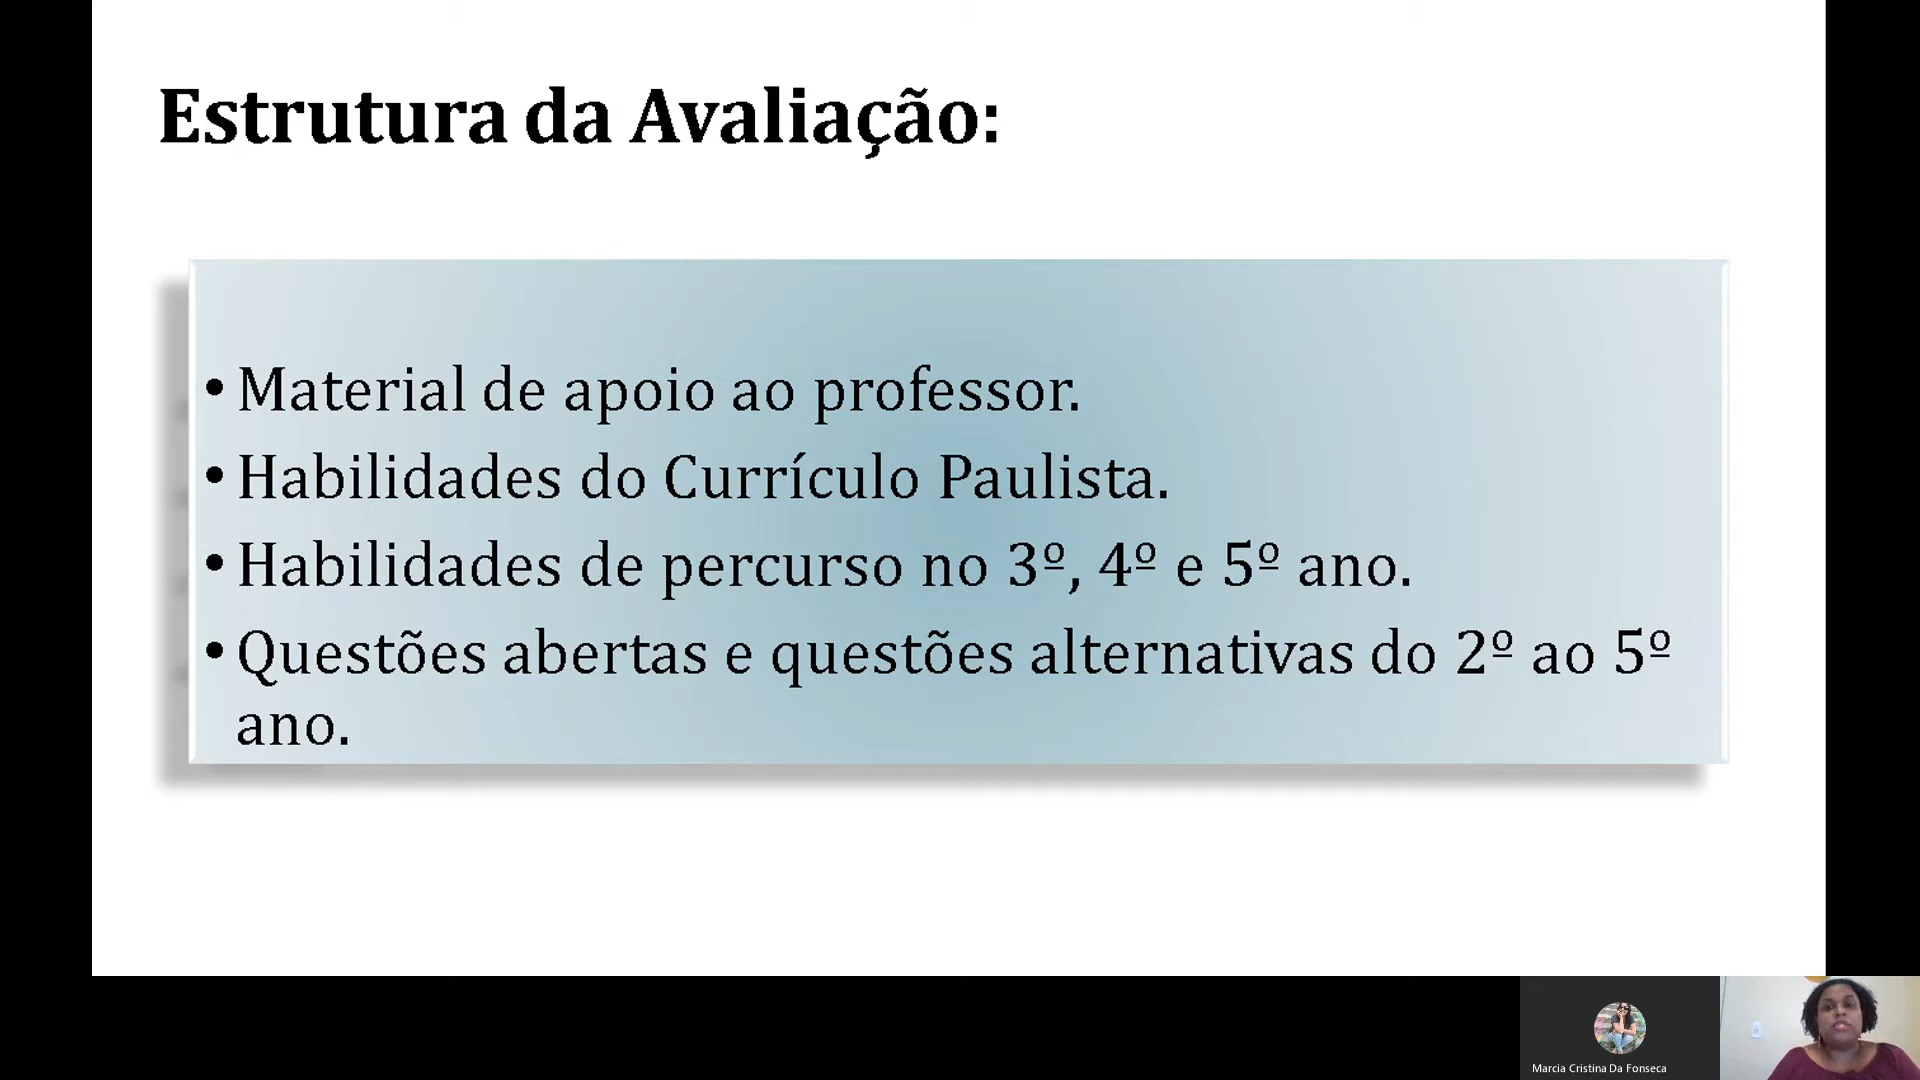 Estrutura da Avaliação:
• Material de apoio ao professor.
• Habilidades do Currículo Paulista.
• Habilidades de percurso no 3º, 4º e 5º ano.
• Questões abertas e questões alternativas do 2º ao 5º
ano.
Marcia Cristina Da Fonseca